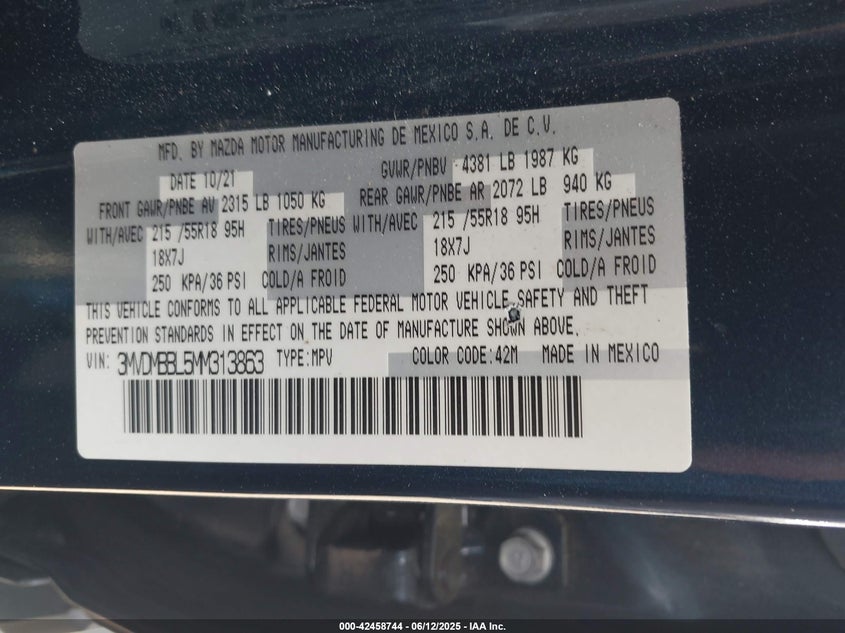 MFD. BY MAZDA MOTOR MANUFACTURING DE MEXICO S.A. DE C.V.
DATE 10/21 GVWR/PNBV 4381 LB 1987 KG
FRONT GAWR/PNBE AV 2315 LB 1050 KG REAR GAWR/PNBE AR 2072 LB 940 KG
WITH/AVEC 215 /55R18 95H TIRES/PNEUS WITH/AVEC 215 /55R18 95H TIRES/PNEUS
18X7J RIMS/JANTES 18X7J RIMS/JANTES
250 KPA/36 PSI COLD/A FROID 250 KPA/36 PSI COLD/A FROID
THIS VEHICLE CONFORMS TO ALL APPLICABLE FEDERAL MOTOR VEHICLE SAFETY AND THEFT
PREVENTION STANDARDS IN EFFECT ON THE DATE OF MANUFACTURE SHOWN ABOVE.
VIN: 3MVDMBBL5MM313863 TYPE:MPV COLOR CODE:42M MADE IN MEXICO
000-42458744 - 06/12/2025 - IAA Inc.